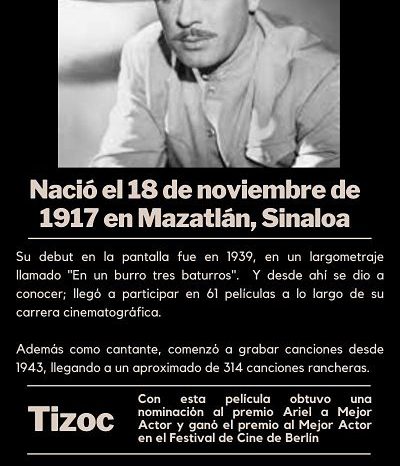 Nació el 18 de noviembre de
1917 en Mazatlán, Sinaloa
Su debut en la pantalla fue en 1939, en un largometraje
llamado "En un burro tres baturros". Y desde ahí se dio a
conocer; llegó a participar en 61 películas a lo largo de su
carrera cinematográfica.
Además como cantante, comenzó a grabar canciones desde
1943, llegando a un aproximado de 314 canciones rancheras.
Tizoc
Con esta película obtuvo una
nominación al premio Ariel a Mejor
Actor y ganó el premio al Mejor Actor
en el Festival de Cine de Berlín